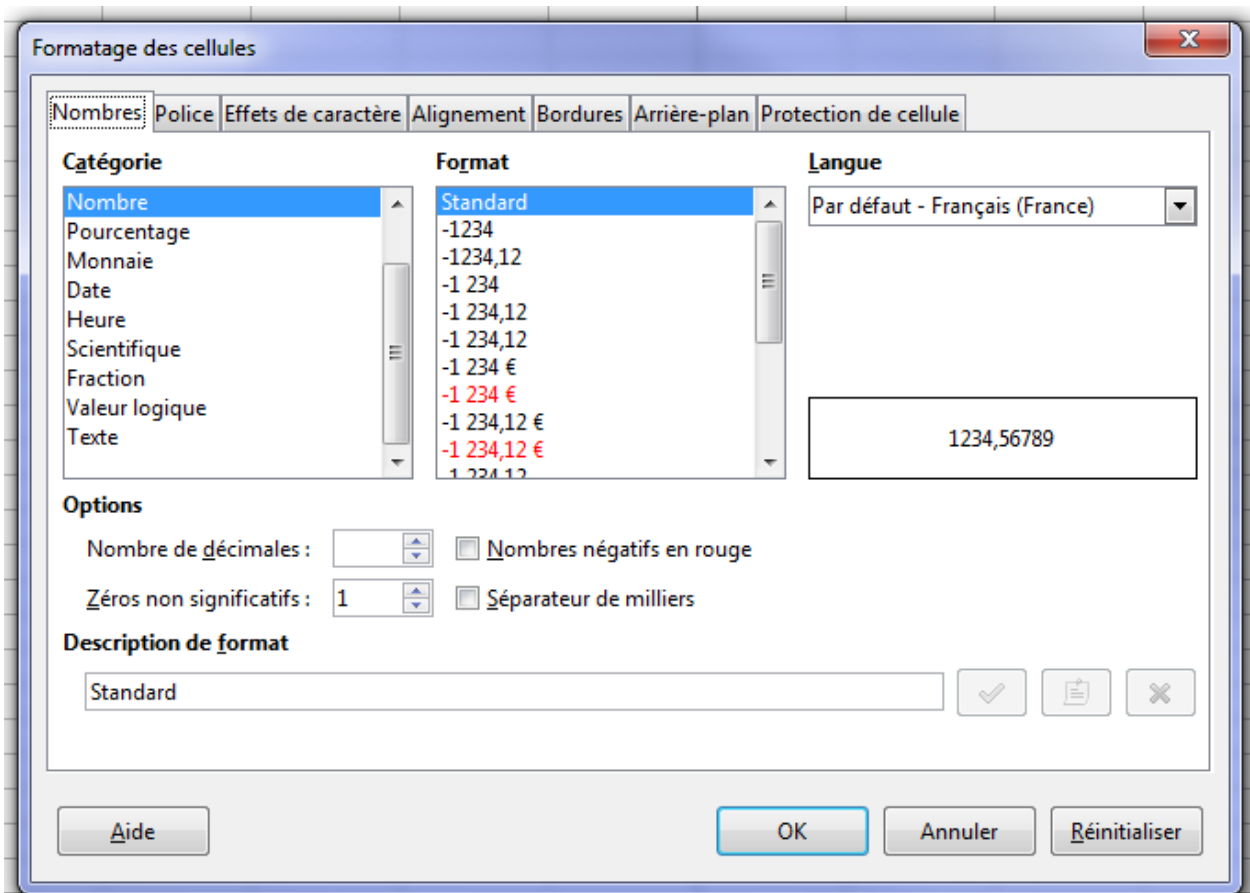 Formatage des cellules
Nombres Police Effets de caractère Alignement Bordures Arrière-plan Protection de cellule
Catégorie
Nombre
Pourcentage
Monnaie
Date
Heure
Scientifique
Fraction
Valeur logique
Texte
Format
Standard
-1234
-1234,12
-1 234
-1 234,12
-1 234,12
-1 234 €
-1 234 €
-1 234,12 €
-1 234,12 €
-1 234,12
Langue
Par défaut - Français (France)
1234,56789
Options
Nombre de décimales :
Nombres négatifs en rouge
Zéros non significatifs : 1
Séparateur de milliers
Description de format
Standard
Aide OK Annuler Réinitialiser